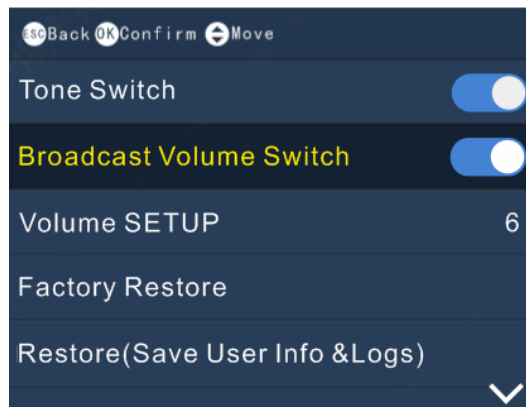 ESC Back OK Confirm Move
Tone Switch
Broadcast Volume Switch
Volume SETUP 6
Factory Restore
Restore(Save User Info &Logs)